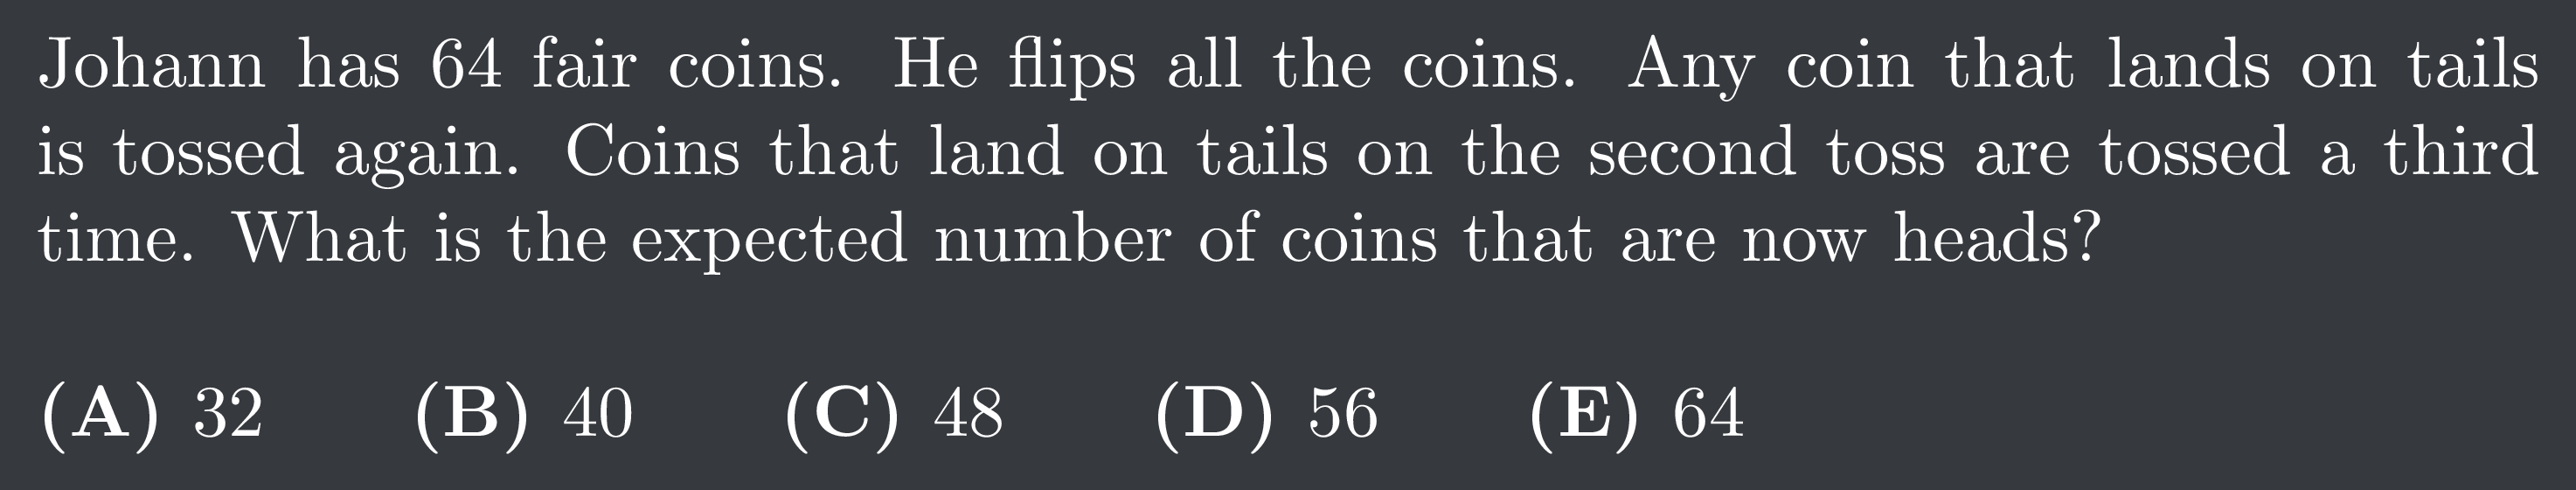 Johann has 64 fair coins. He flips all the coins. Any coin that lands on tails
is tossed again. Coins that land on tails on the second toss are tossed a third
time. What is the expected number of coins that are now heads?
(A) 32 (B) 40 (C) 48 (D) 56 (E) 64